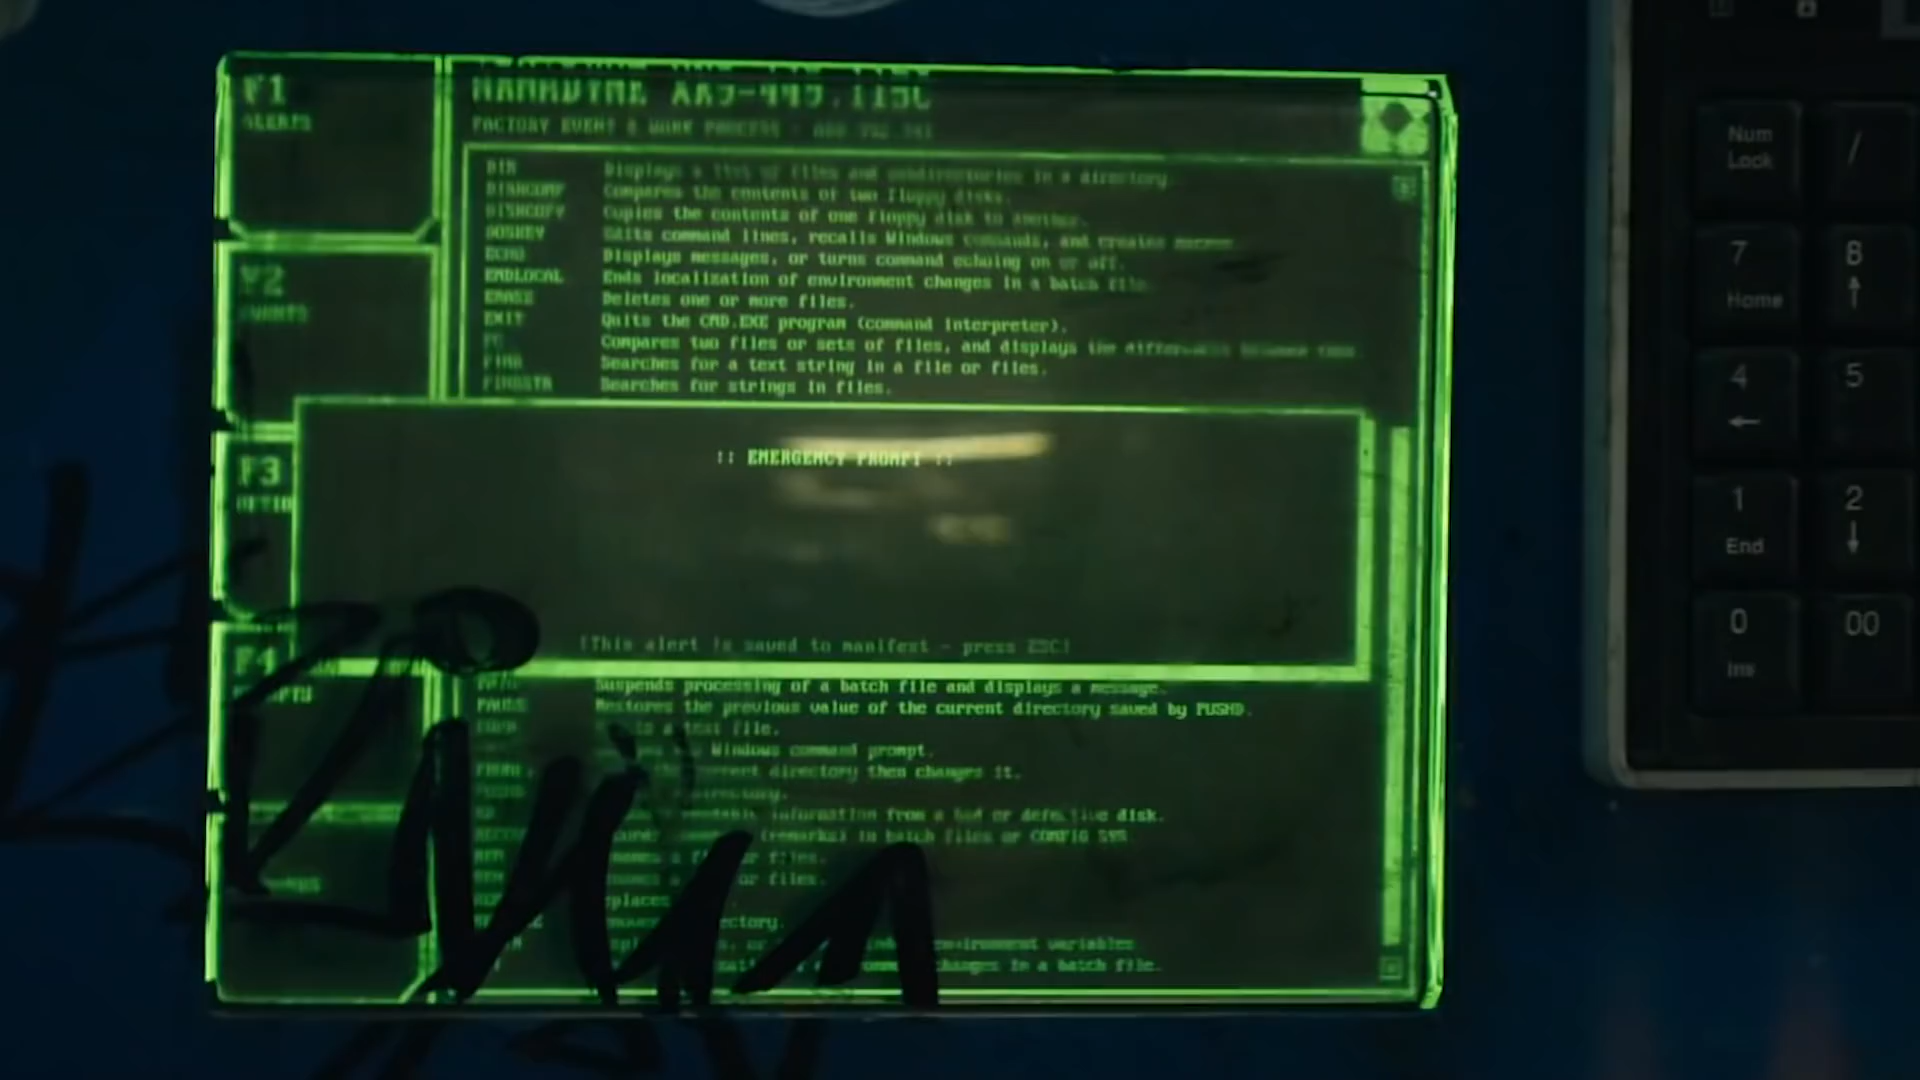 F1
ALERTS
F2
EVENTS
F3
OPTIO
F4
XK9-449.115C
FACTORY EVENT & WORK PROCESS -
DIR Displays a list of files and subdirectories in a directory.
DISKCOMP Compares the contents of two floppy disks.
DISKCOPY Copies the contents of one floppy disk to another.
DOSKEY Edits command lines, recalls Windows commands, and creates macros.
ECHO Displays messages, or turns command echoing on or off.
ENDLOCAL Ends localization of environment changes in a batch file.
ERASE Deletes one or more files.
EXIT Quits the CMD.EXE program (command interpreter).
FC Compares two files or sets of files, and displays the differences between them.
FIND Searches for a text string in a file or files.
FINDSTR Searches for strings in files.
:: EMERGENCY PROMPT ::
[This alert is saved to manifest - press ESC]
Suspends processing of a batch file and displays a message.
PAUSE Restores the previous value of the current directory saved by PUSHD.
a text file.
Windows command prompt.
directory then changes it.
directory.
information from a bad or defective disk.
(remarks) in batch files or CONFIG.SYS
or files.
or files.
environment variables
changes in a batch file.
Num
Lock
/
7
Home
8
↑
4
←
5
1
End
2
↓
0
Ins
00